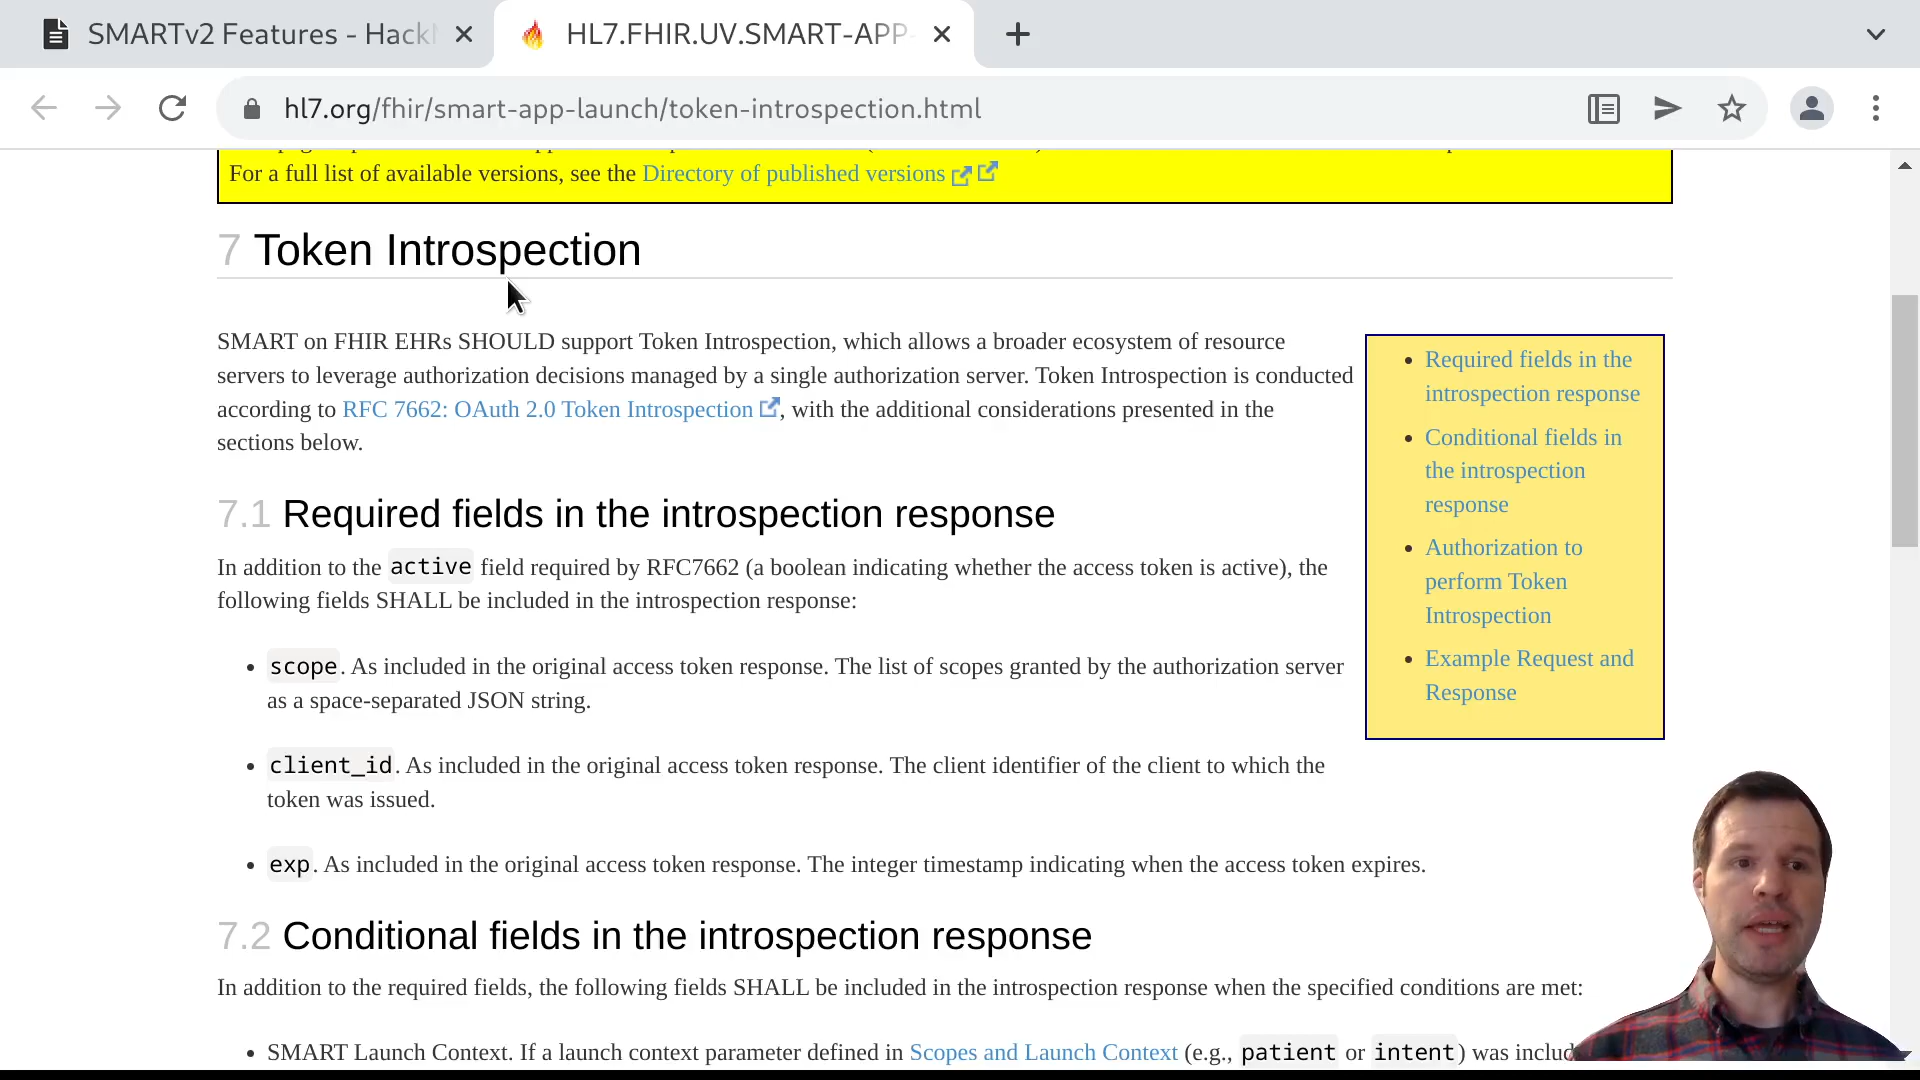 SMARTv2 Features - Hack
HL7.FHIR.UV.SMART-APP-
hl7.org/fhir/smart-app-launch/token-introspection.html
For a full list of available versions, see the Directory of published versions
7 Token Introspection
SMART on FHIR EHRs SHOULD support Token Introspection, which allows a broader ecosystem of resource
servers to leverage authorization decisions managed by a single authorization server. Token Introspection is conducted
according to RFC 7662: OAuth 2.0 Token Introspection, with the additional considerations presented in the
sections below.
• Required fields in the
introspection response
• Conditional fields in
the introspection
response
• Authorization to
perform Token
Introspection
• Example Request and
Response
7.1 Required fields in the introspection response
In addition to the active field required by RFC7662 (a boolean indicating whether the access token is active), the
following fields SHALL be included in the introspection response:
• scope. As included in the original access token response. The list of scopes granted by the authorization server
as a space-separated JSON string.
• client_id. As included in the original access token response. The client identifier of the client to which the
token was issued.
• exp. As included in the original access token response. The integer timestamp indicating when the access token expires.
7.2 Conditional fields in the introspection response
In addition to the required fields, the following fields SHALL be included in the introspection response when the specified conditions are met:
• SMART Launch Context. If a launch context parameter defined in Scopes and Launch Context (e.g., patient or intent) was includ